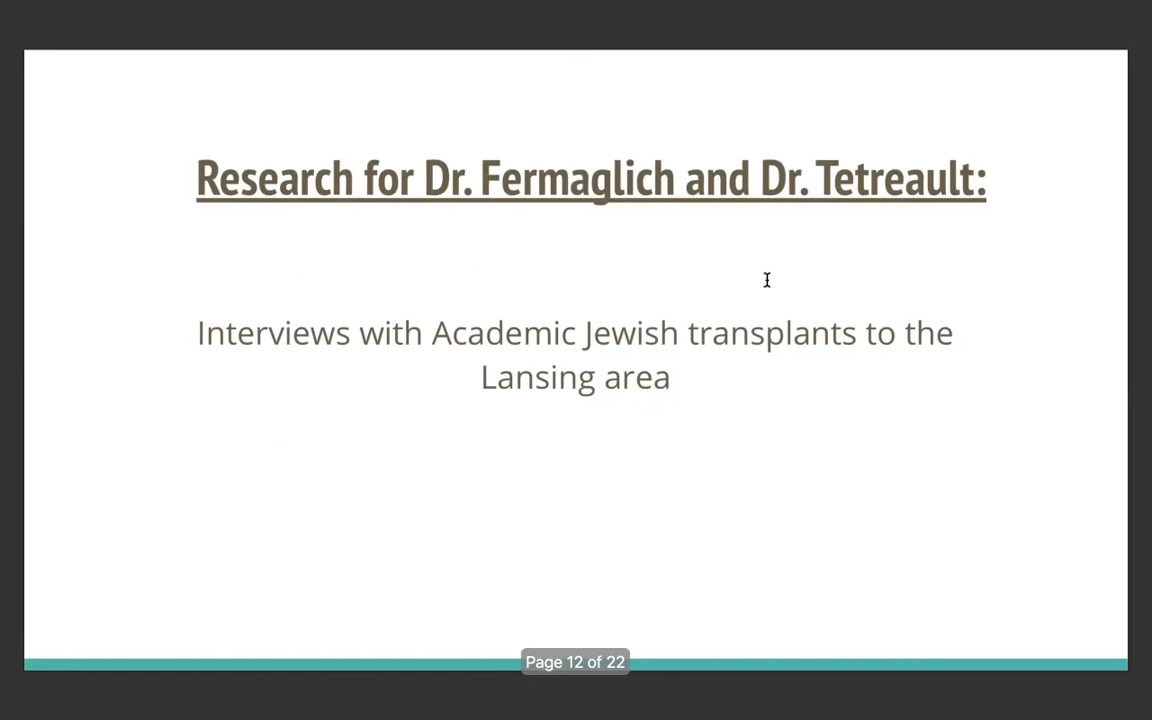 Research for Dr. Fermaglich and Dr. Tetreault:
Interviews with Academic Jewish transplants to the
Lansing area
Page 12 of 22